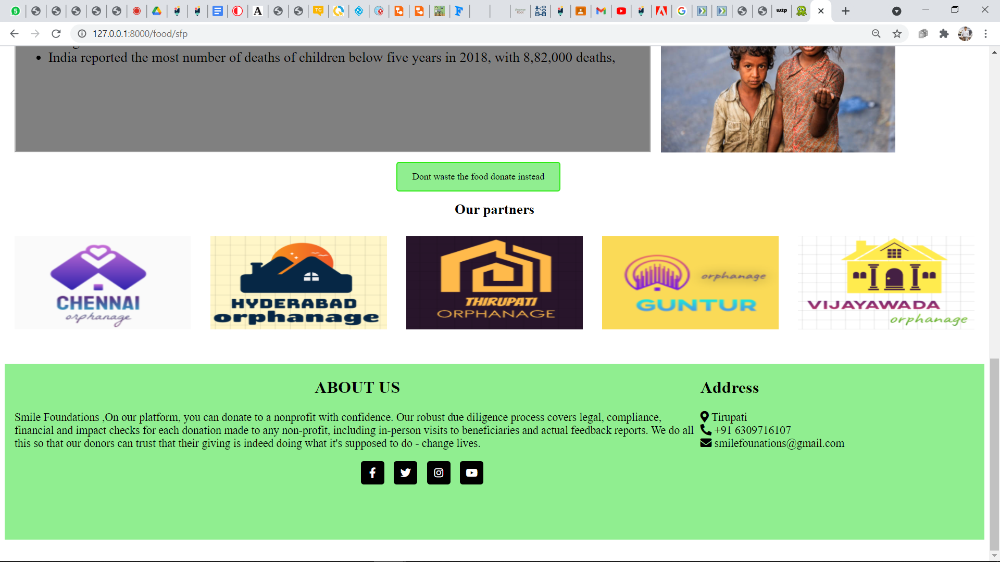 5
A
TG
Answer
Root
F
G
w2p
127.0.0.1:8000/food/sfp
India reported the most number of deaths of children below five years in 2018, with 8,82,000 deaths,
Dont waste the food donate instead
Our partners
CHENNAI
orphanage
HYDERABAD
orphanage
THIRUPATI
ORPHANAGE
orphanage
GUNTUR
VIJAYAWADA
orphanage
ABOUT US
Smile Foundations ,On our platform, you can donate to a nonprofit with confidence. Our robust due diligence process covers legal, compliance,
financial and impact checks for each donation made to any non-profit, including in-person visits to beneficiaries and actual feedback reports. We do all
this so that our donors can trust that their giving is indeed doing what it's supposed to do - change lives.
Address
Tirupati
+91 6309716107
smilefounations@gmail.com